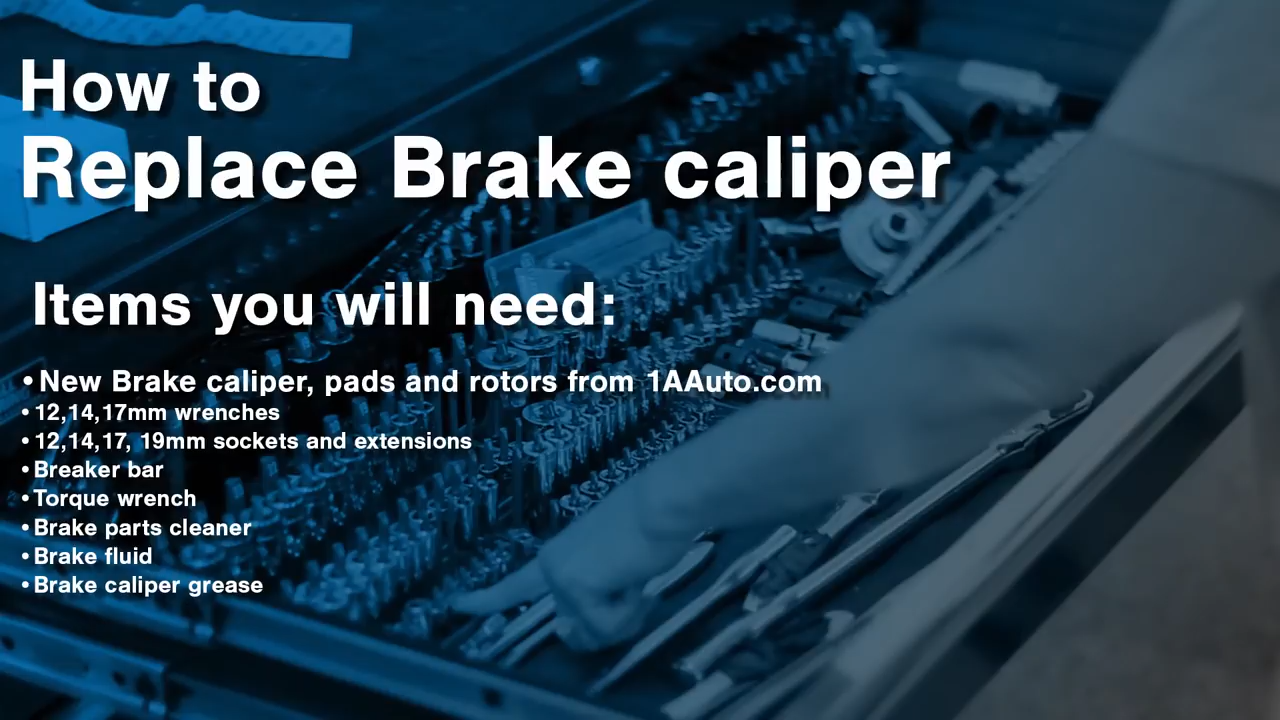 How to
Replace Brake caliper
Items you will need:
• New Brake caliper, pads and rotors from 1AAuto.com
• 12,14,17mm wrenches
• 12,14,17, 19mm sockets and extensions
• Breaker bar
• Torque wrench
• Brake parts cleaner
• Brake fluid
• Brake caliper grease